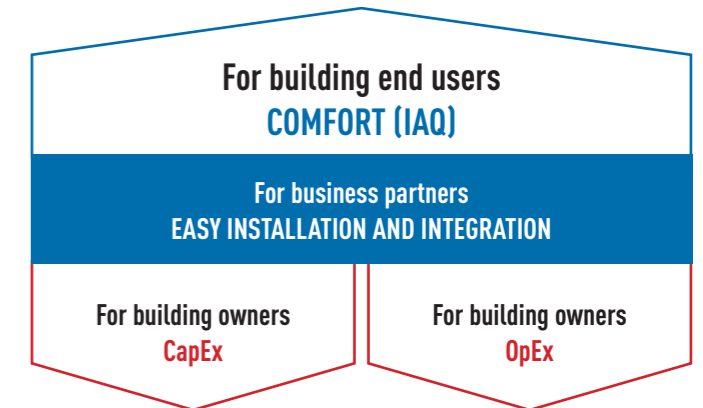 For building end users
COMFORT (IAQ)
For business partners
EASY INSTALLATION AND INTEGRATION
For building owners
CapEx
For building owners
OpEx